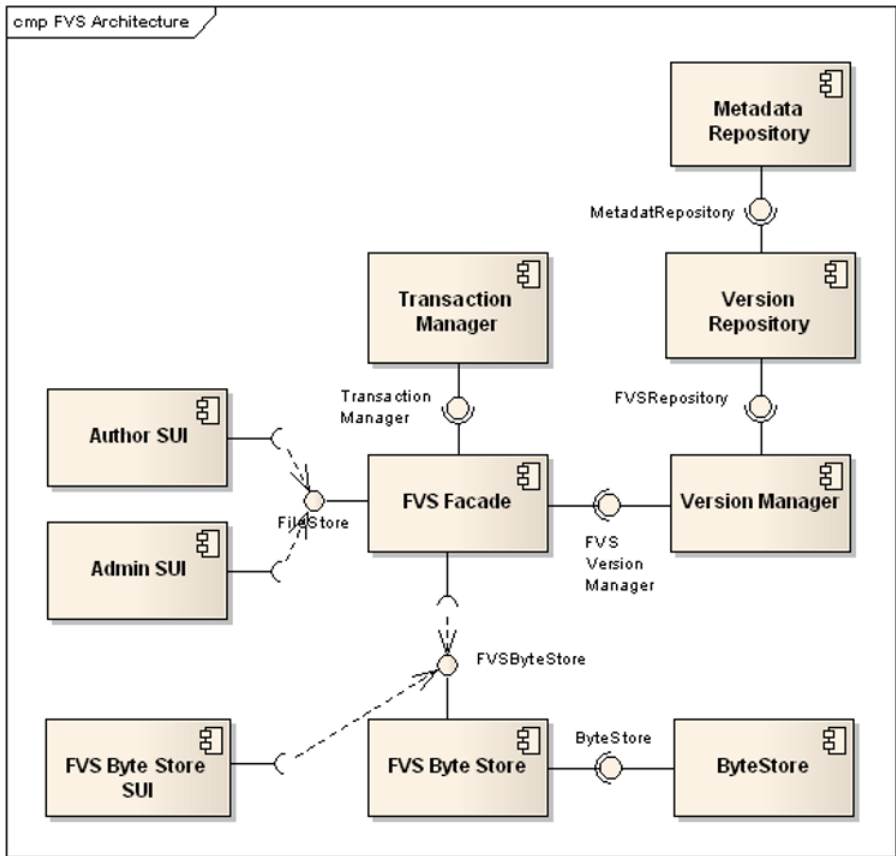 cmp FVS Architecture
Metadata
Repository
MetadatRepository
Transaction
Manager
Version
Repository
Transaction
Manager
FVSRepository
Author SUI
FVS Facade
Version Manager
FileStore
Admin SUI
FVS
Version
Manager
FVSByteStore
FVS Byte Store
SUI
FVS Byte Store
ByteStore
ByteStore